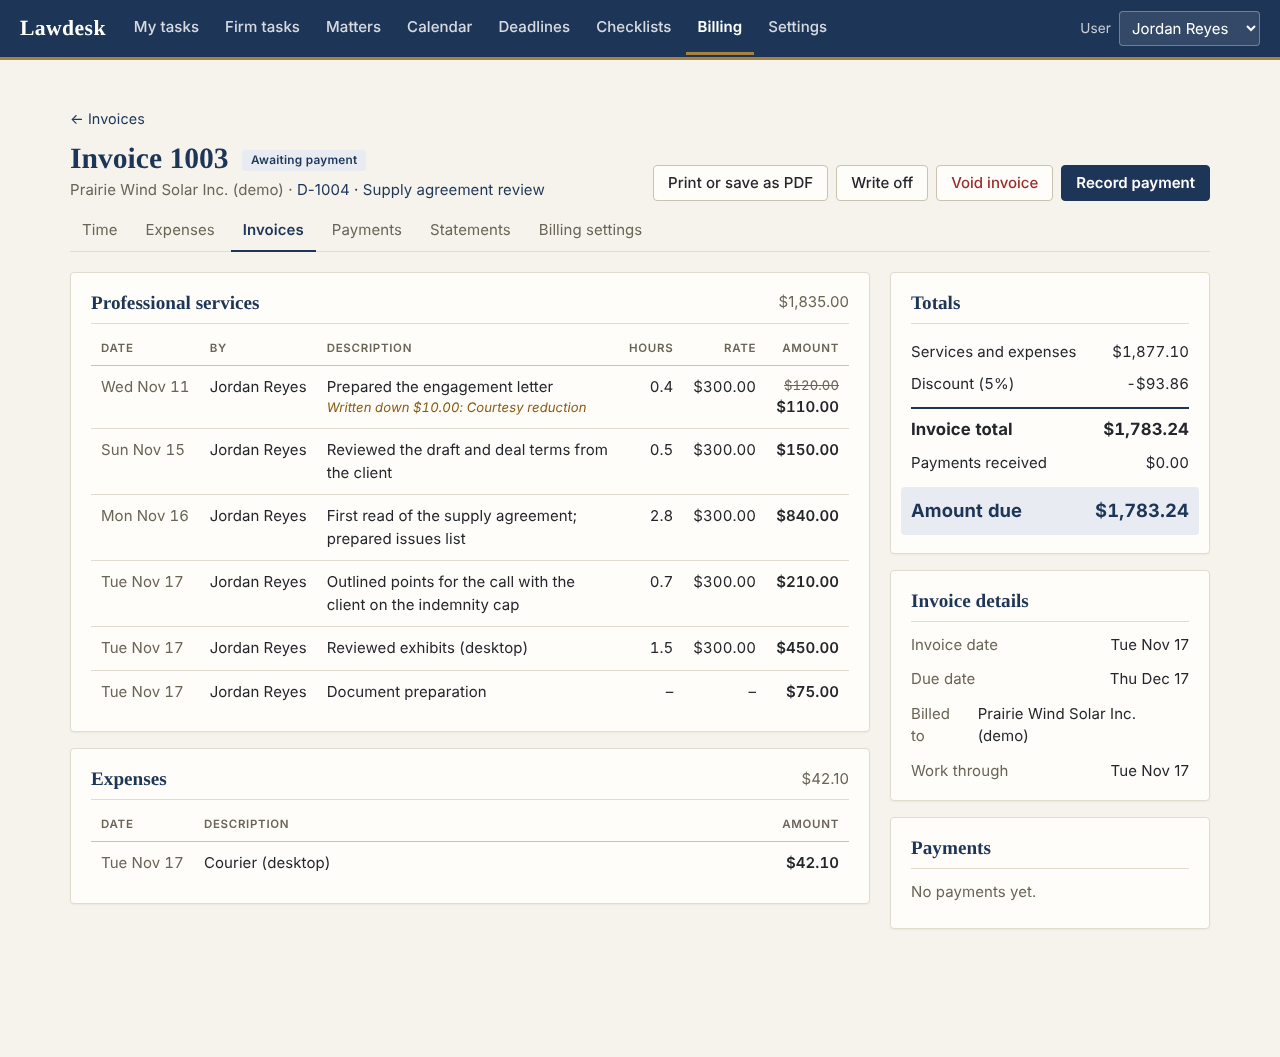 Lawdesk My tasks Firm tasks Matters Calendar Deadlines Checklists Billing Settings User Jordan Reyes
← Invoices
Invoice 1003 Awaiting payment
Prairie Wind Solar Inc. (demo) · D-1004 · Supply agreement review
Print or save as PDF Write off Void invoice Record payment
Time Expenses Invoices Payments Statements Billing settings
Professional services $1,835.00
DATE BY DESCRIPTION HOURS RATE AMOUNT
Wed Nov 11 Jordan Reyes Prepared the engagement letter 0.4 $300.00 $120.00
Written down $10.00: Courtesy reduction $110.00
Sun Nov 15 Jordan Reyes Reviewed the draft and deal terms from 0.5 $300.00 $150.00
the client
Mon Nov 16 Jordan Reyes First read of the supply agreement; 2.8 $300.00 $840.00
prepared issues list
Tue Nov 17 Jordan Reyes Outlined points for the call with the 0.7 $300.00 $210.00
client on the indemnity cap
Tue Nov 17 Jordan Reyes Reviewed exhibits (desktop) 1.5 $300.00 $450.00
Tue Nov 17 Jordan Reyes Document preparation – – $75.00
Expenses $42.10
DATE DESCRIPTION AMOUNT
Tue Nov 17 Courier (desktop) $42.10
Totals
Services and expenses $1,877.10
Discount (5%) -$93.86
Invoice total $1,783.24
Payments received $0.00
Amount due $1,783.24
Invoice details
Invoice date Tue Nov 17
Due date Thu Dec 17
Billed Prairie Wind Solar Inc.
to (demo)
Work through Tue Nov 17
Payments
No payments yet.